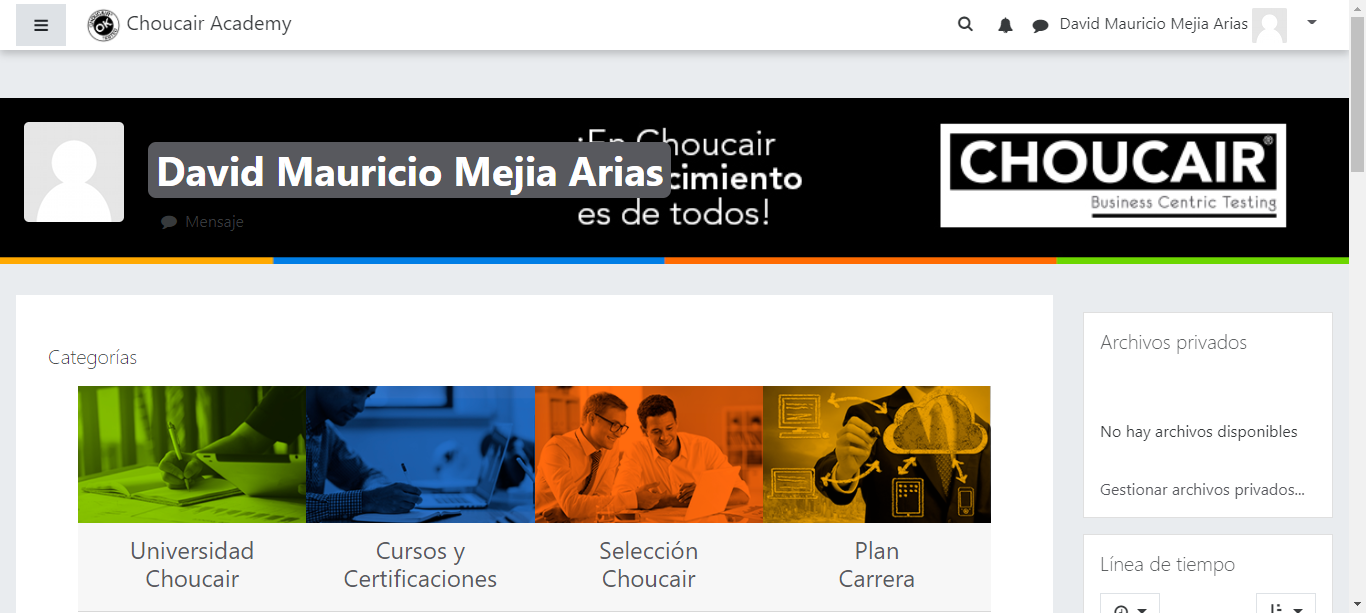 Choucair Academy
David Mauricio Mejia Arias
¡En Choucair
David Mauricio Mejia Arias
es de todos!
Mensaje
CHOUCAIR®
Business Centric Testing
Categorías
Universidad
Choucair
Cursos y
Certificaciones
Selección
Choucair
Plan
Carrera
Archivos privados
No hay archivos disponibles
Gestionar archivos privados...
Línea de tiempo